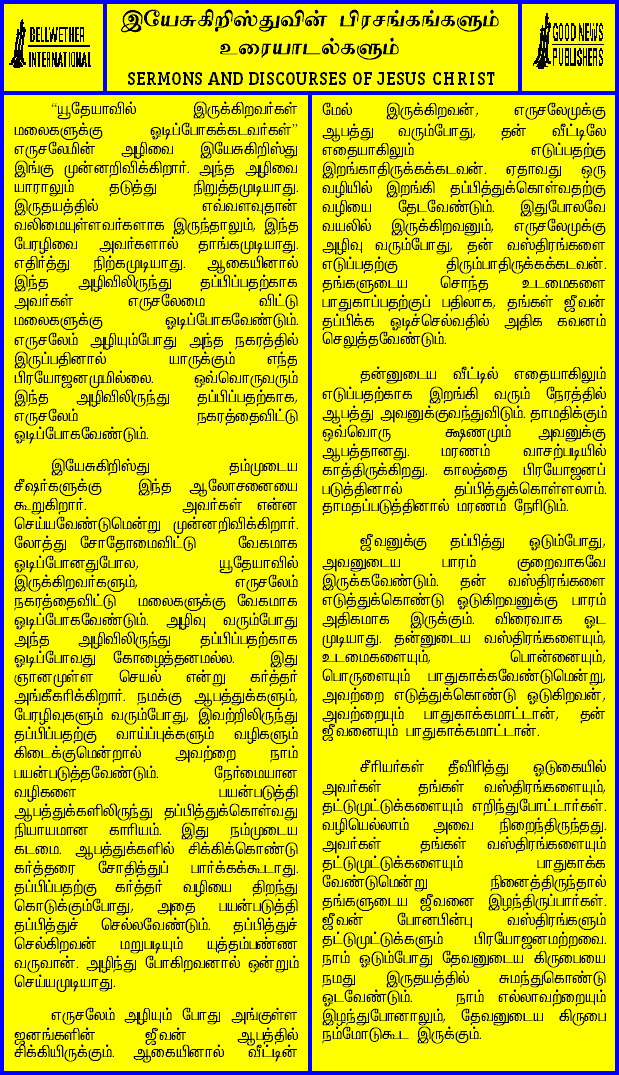 BELLWETHER
INTERNATIONAL
இயேசுகிறிஸ்துவின் பிரசங்கங்களும்
உரையாடல்களும்
SERMONS AND DISCOURSES OF JESUS CHRIST
GOOD NEWS
PUBLISHERS
“யூதேயாவில் இருக்கிறவர்கள்
மலைகளுக்கு ஓடிப்போகக்கடவர்கள்”
எருசலேமின் அழிவை இயேசுகிறிஸ்து
இங்கு முன்னறிவிக்கிறார். அந்த அழிவை
யாராலும் தடுத்து நிறுத்தமுடியாது.
இருதயத்தில் எவ்வளவுதான்
வலிமையுள்ளவர்களாக இருந்தாலும், இந்த
பேரழிவை அவர்களால் தாங்கமுடியாது.
எதிர்த்து நிற்கமுடியாது. ஆகையினால்
இந்த அழிவிலிருந்து தப்பிப்பதற்காக
அவர்கள் எருசலேமை விட்டு
மலைகளுக்கு ஓடிப்போகவேண்டும்.
எருசலேம் அழியும்போது அந்த நகரத்தில்
இருப்பதினால் யாருக்கும் எந்த
பிரயோஜனமுமில்லை. ஒவ்வொருவரும்
இந்த அழிவிலிருந்து தப்பிப்பதற்காக,
எருசலேம் நகரத்தைவிட்டு
ஓடிப்போகவேண்டும்.
இயேசுகிறிஸ்து தம்முடைய
சீஷர்களுக்கு இந்த ஆலோசனையை
கூறுகிறார். அவர்கள் என்ன
செய்யவேண்டுமென்று முன்னறிவிக்கிறார்.
லோத்து சோதோமைவிட்டு வேகமாக
ஓடிப்போனதுபோல, யூதேயாவில்
இருக்கிறவர்களும், எருசலேம்
நகரத்தைவிட்டு மலைகளுக்கு வேகமாக
ஓடிப்போகவேண்டும். அழிவு வரும்போது
அந்த அழிவிலிருந்து தப்பிப்பதற்காக
ஓடிப்போவது கோழைத்தனமல்ல. இது
ஞானமுள்ள செயல் என்று கர்த்தர்
அங்கீகரிக்கிறார். நமக்கு ஆபத்துக்களும்,
பேரழிவுகளும் வரும்போது, இவற்றிலிருந்து
தப்பிப்பதற்கு வாய்ப்புக்களும் வழிகளும்
கிடைக்குமென்றால் அவற்றை நாம்
பயன்படுத்தவேண்டும். நேர்மையான
வழிகளை பயன்படுத்தி
ஆபத்துக்களிலிருந்து தப்பித்துக்கொள்வது
நியாயமான காரியம். இது நம்முடைய
கடமை. ஆபத்துக்களில் சிக்கிக்கொண்டு
கர்த்தரை சோதித்துப் பார்க்கக்கூடாது.
தப்பிப்பதற்கு கர்த்தர் வழியை திறந்து
கொடுக்கும்போது, அதை பயன்படுத்தி
தப்பித்துச் செல்லவேண்டும். தப்பித்துச்
செல்கிறவன் மறுபடியும் யுத்தம்பண்ண
வருவான். அழிந்து போகிறவனால் ஒன்றும்
செய்யமுடியாது.
எருசலேம் அழியும் போது அங்குள்ள
ஜனங்களின் ஜீவன் ஆபத்தில்
சிக்கியிருக்கும். ஆகையினால் வீட்டின்
மேல் இருக்கிறவன், எருசலேமுக்கு
ஆபத்து வரும்போது, தன் வீட்டிலே
எதையாகிலும் எடுப்பதற்கு
இறங்காதிருக்கக்கடவன். ஏதாவது ஒரு
வழியில் இறங்கி தப்பித்துக்கொள்வதற்கு
வழியை தேடவேண்டும். இதுபோலவே
வயலில் இருக்கிறவனும், எருசலேமுக்கு
அழிவு வரும்போது, தன் வஸ்திரங்களை
எடுப்பதற்கு திரும்பாதிருக்கக்கடவன்.
தங்களுடைய சொந்த உடமைகளை
பாதுகாப்பதற்குப் பதிலாக, தங்கள் ஜீவன்
தப்பிக்க ஓடிச்செல்வதில் அதிக கவனம்
செலுத்தவேண்டும்.
தன்னுடைய வீட்டில் எதையாகிலும்
எடுப்பதற்காக இறங்கி வரும் நேரத்தில்
ஆபத்து அவனுக்குவந்துவிடும். தாமதிக்கும்
ஒவ்வொரு க்ஷணமும் அவனுக்கு
ஆபத்தானது. மரணம் வாசற்படியில்
காத்திருக்கிறது. காலத்தை பிரயோஜனப்
படுத்தினால் தப்பித்துக்கொள்ளலாம்.
தாமதப்படுத்தினால் மரணம் நேரிடும்.
ஜீவனுக்கு தப்பித்து ஓடும்போது,
அவனுடைய பாரம் குறைவாகவே
இருக்கவேண்டும். தன் வஸ்திரங்களை
எடுத்துக்கொண்டு ஓடுகிறவனுக்கு பாரம்
அதிகமாக இருக்கும். விரைவாக ஓட
முடியாது. தன்னுடைய வஸ்திரங்களையும்,
உடமைகளையும், பொன்னையும்,
பொருளையும் பாதுகாக்கவேண்டுமென்று,
அவற்றை எடுத்துக்கொண்டு ஓடுகிறவன்,
அவற்றையும் பாதுகாக்கமாட்டான், தன்
ஜீவனையும் பாதுகாக்கமாட்டான்.
சீரியர்கள் தீவிரித்து ஓடுகையில்
அவர்கள் தங்கள் வஸ்திரங்களையும்,
தட்டுமுட்டுக்களையும் எறிந்துபோட்டார்கள்.
வழியெல்லாம் அவை நிறைந்திருந்தது.
அவர்கள் தங்கள் வஸ்திரங்களையும்
தட்டுமுட்டுக்களையும் பாதுகாக்க
வேண்டுமென்று நினைத்திருந்தால்
தங்களுடைய ஜீவனை இழந்திருப்பார்கள்.
ஜீவன் போனபின்பு வஸ்திரங்களும்
தட்டுமுட்டுக்களும் பிரயோஜனமற்றவை.
நாம் ஓடும்போது தேவனுடைய கிருபையை
நமது இருதயத்தில் சுமந்துகொண்டு
ஓடவேண்டும். நாம் எல்லாவற்றையும்
இழந்துபோனாலும், தேவனுடைய கிருபை
நம்மோடுகூட இருக்கும்.